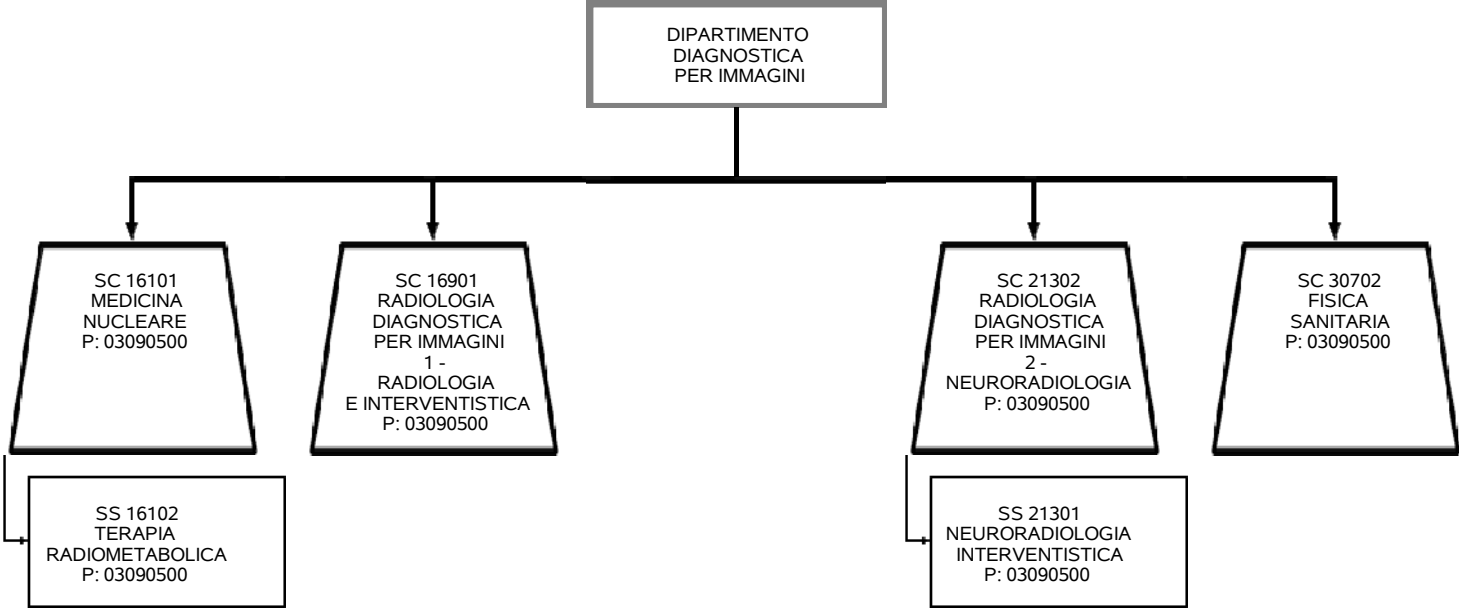 DIPARTIMENTO
DIAGNOSTICA
PER IMMAGINI
SC 16101
MEDICINA
NUCLEARE
P: 03090500
SC 16901
RADIOLOGIA
DIAGNOSTICA
PER IMMAGINI
1 -
RADIOLOGIA
E INTERVENTISTICA
P: 03090500
SC 21302
RADIOLOGIA
DIAGNOSTICA
PER IMMAGINI
2 -
NEURORADIOLOGIA
P: 03090500
SC 30702
FISICA
SANITARIA
P: 03090500
SS 16102
TERAPIA
RADIOMETABOLICA
P: 03090500
SS 21301
NEURORADIOLOGIA
INTERVENTISTICA
P: 03090500